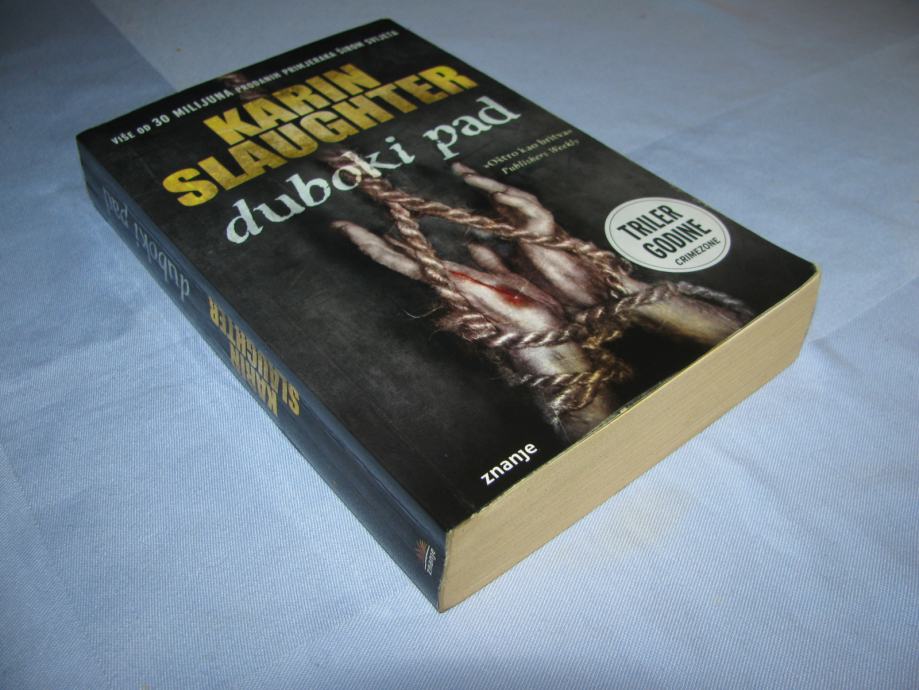 VIŠE OD 30 MILIJUNA PRODANIH PRIMJERAKA ŠIROM SVIJETA
KARIN
SLAUGHTER
duboki pad
»Oštro kao britva«
Publishers Weekly
TRILER
GODINE
CRIMEZONE
znanje
duboki pad
KARIN
SLAUGHTER
znanje